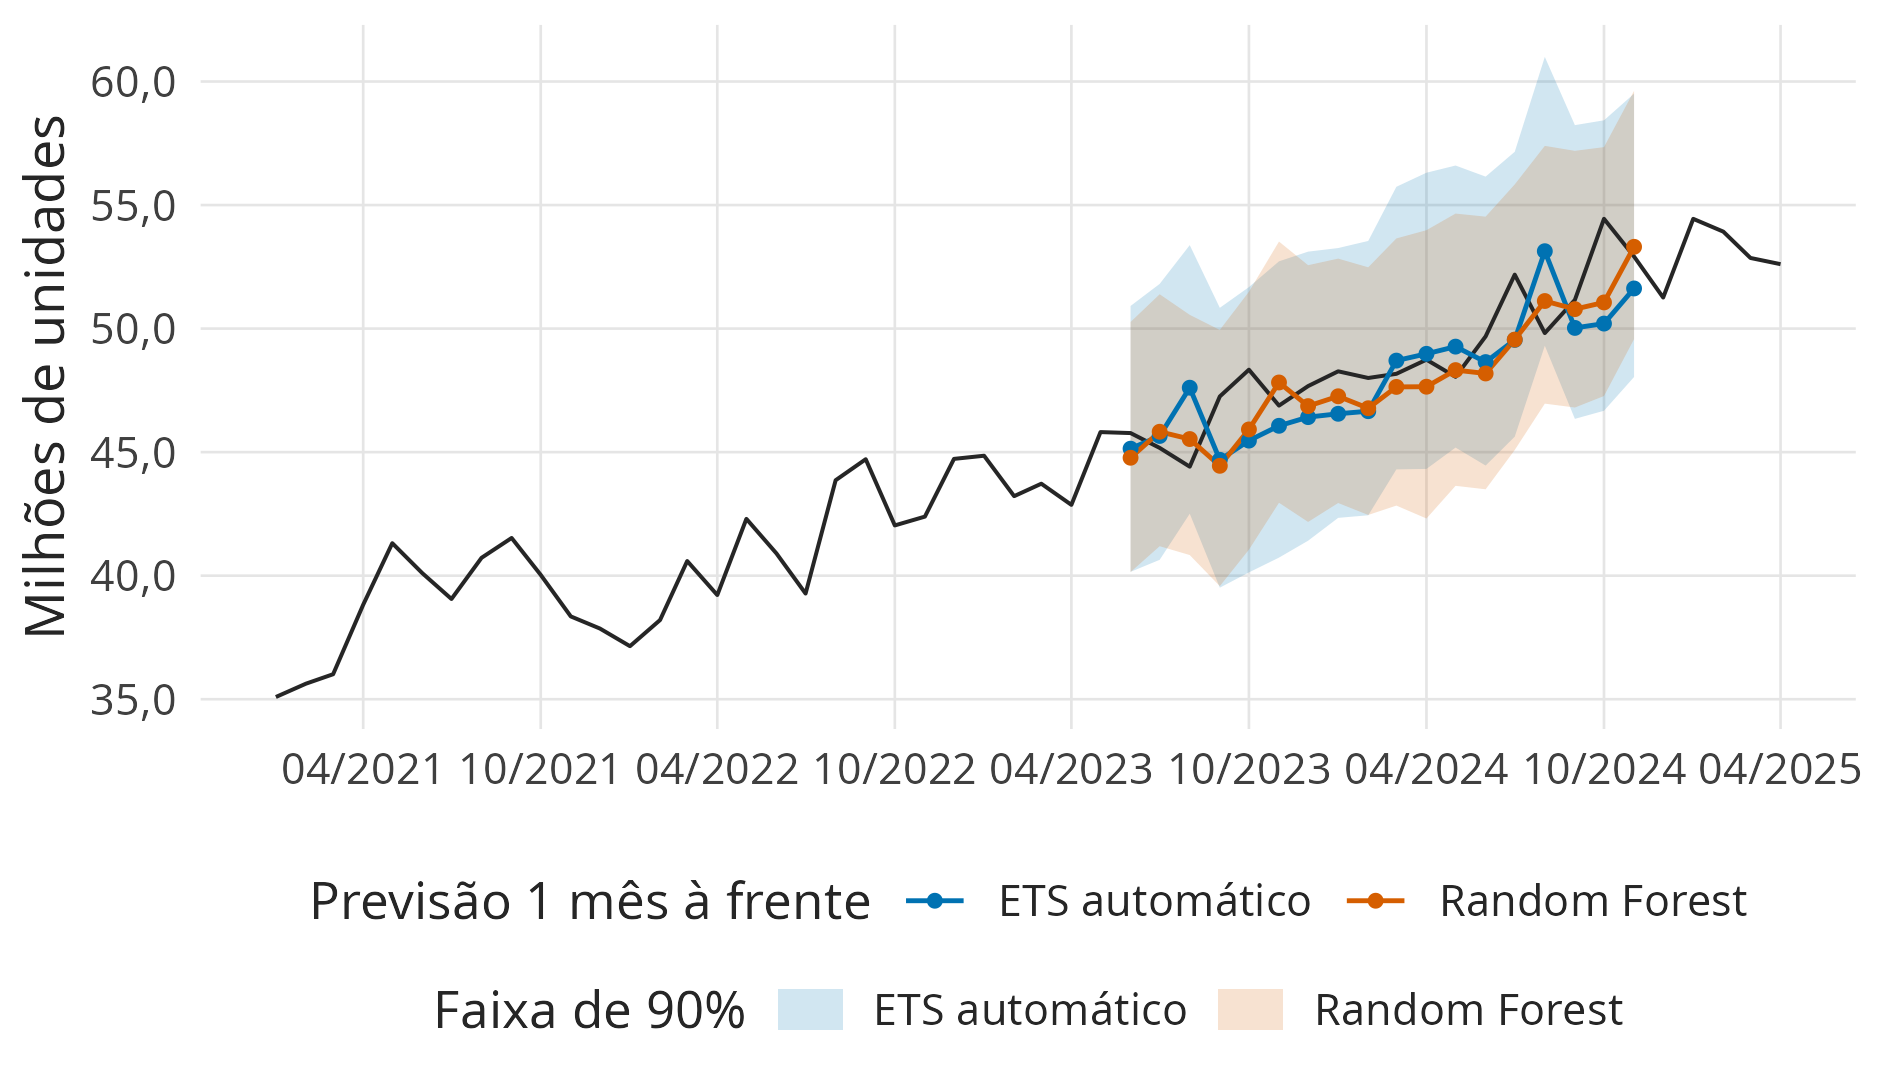 Milhões de unidades
60,0
55,0
50,0
45,0
40,0
35,0
04/2021 10/2021 04/2022 10/2022 04/2023 10/2023 04/2024 10/2024 04/2025
Previsão 1 mês à frente ETS automático Random Forest
Faixa de 90% ETS automático Random Forest